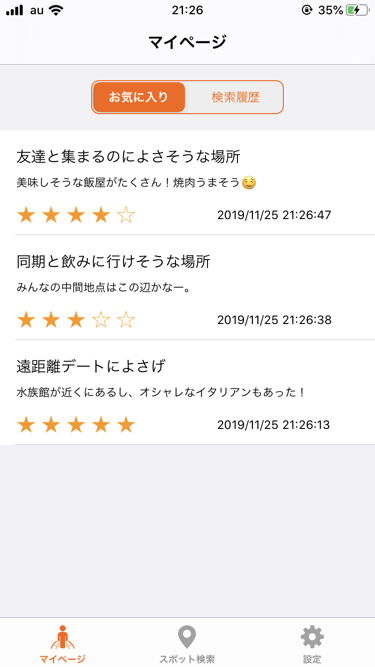 au 21:26 35%
マイページ
お気に入り 検索履歴
友達と集まるのによさそうな場所
美味しそうな飯屋がたくさん！焼肉うまそう😋
★★★★☆ 2019/11/25 21:26:47
同期と飲みに行けそうな場所
みんなの中間地点はこの辺かなー。
★★★☆☆ 2019/11/25 21:26:38
遠距離デートによさげ
水族館が近くにあるし、オシャレなイタリアンもあった！
★★★★★ 2019/11/25 21:26:13
マイページ スポット検索 設定